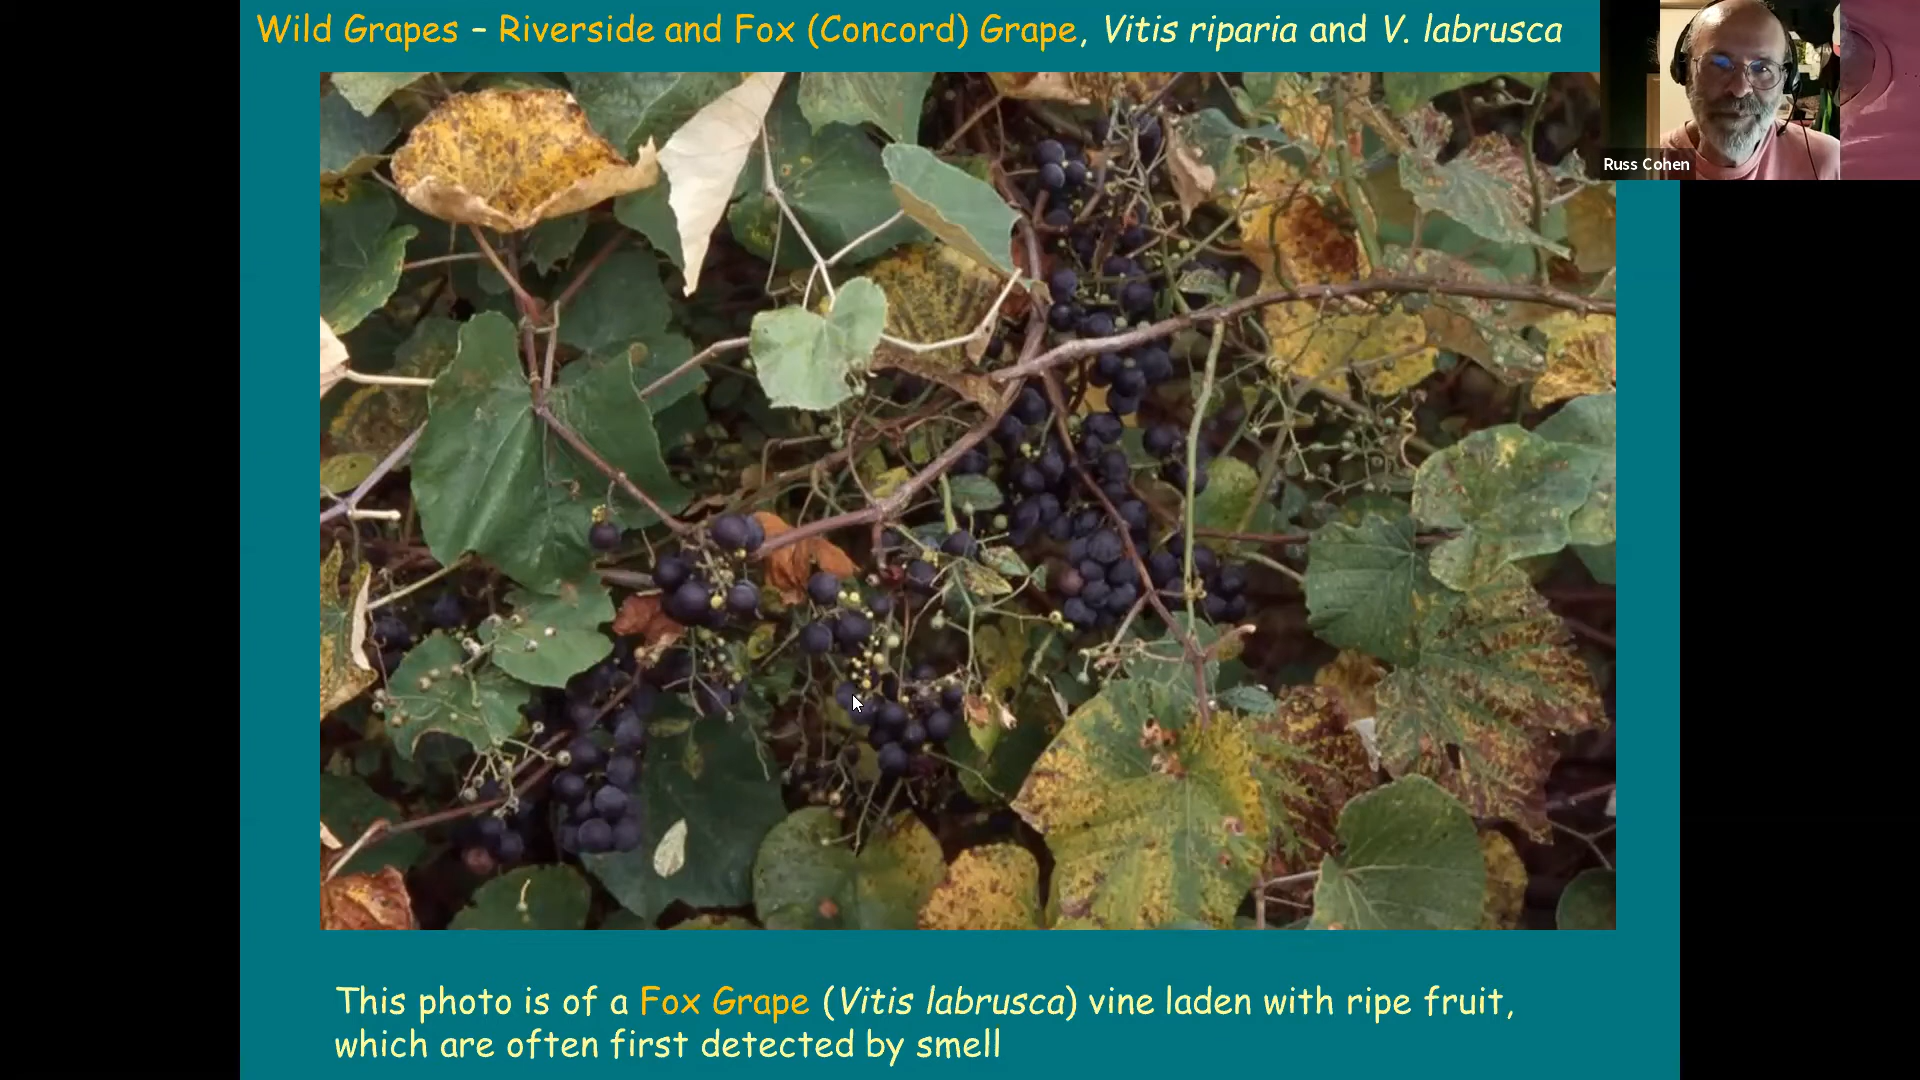 Wild Grapes – Riverside and Fox (Concord) Grape, Vitis riparia and V. labrusca
Russ Cohen
This photo is of a Fox Grape (Vitis labrusca) vine laden with ripe fruit,
which are often first detected by smell